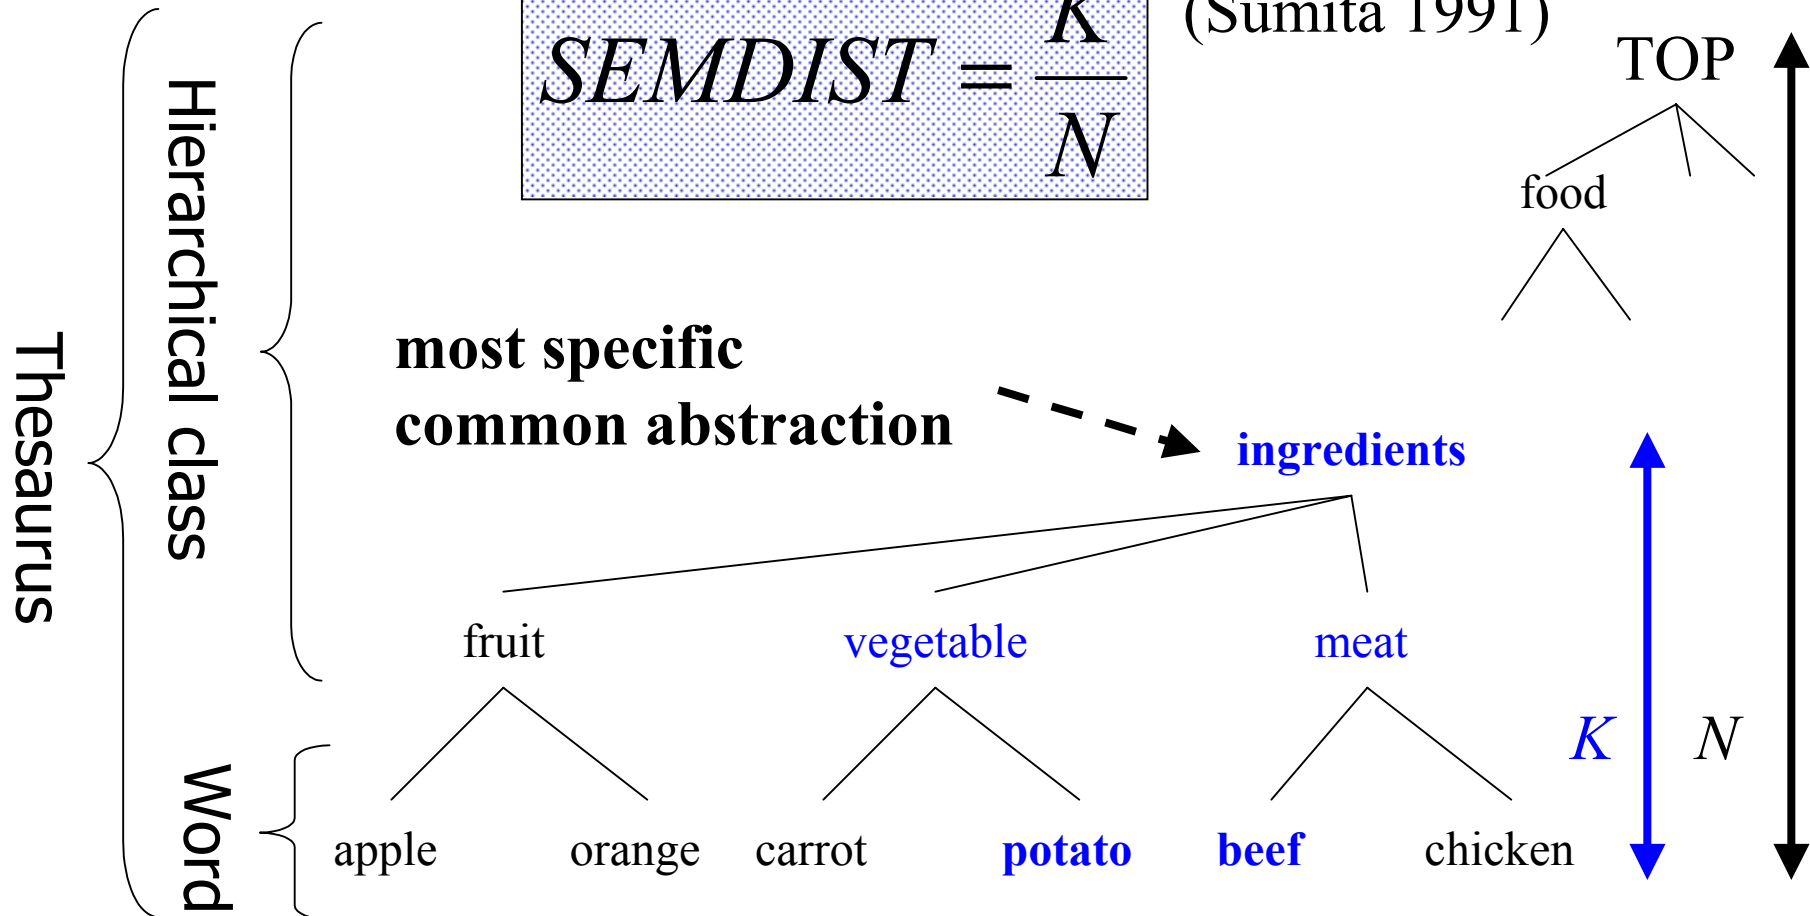 SEMDIST = K / N
(Sumita 1991)
TOP
food
most specific
common abstraction
ingredients
fruit vegetable meat
K N
apple orange carrot potato beef chicken
Thesaurus
Hierarchical class
Word